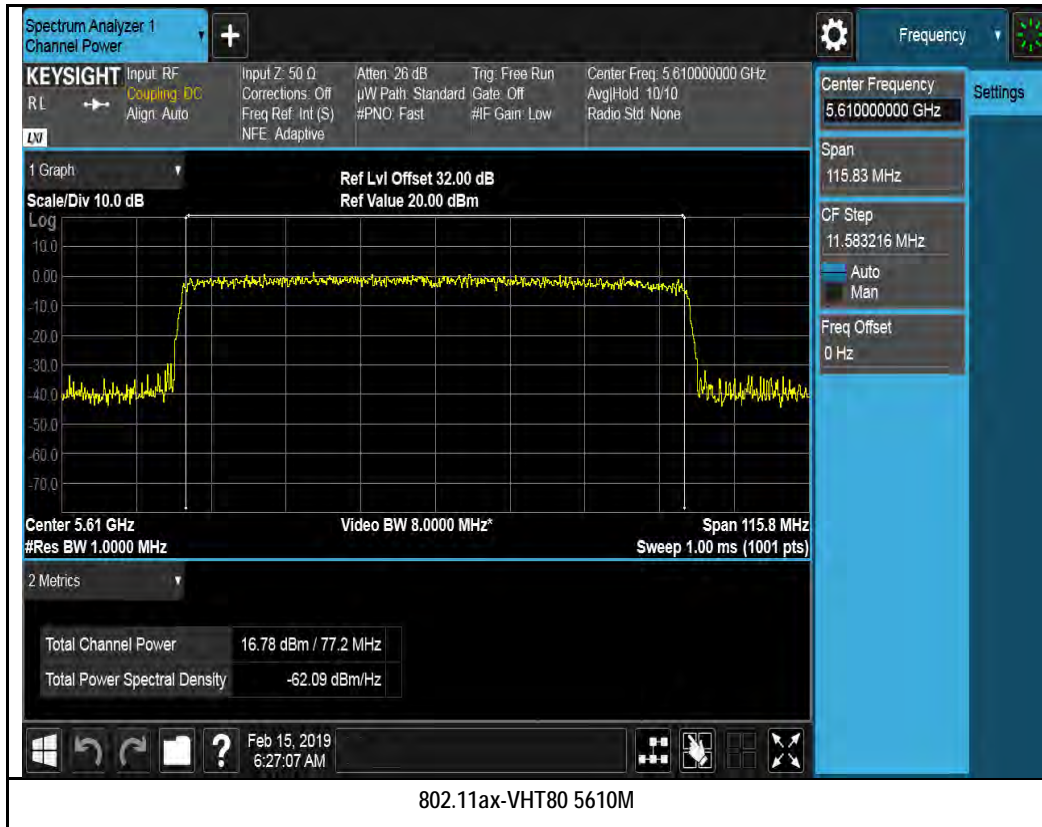 Spectrum Analyzer 1
Channel Power
Frequency
KEYSIGHT
RL
LXI
Input: RF
Coupling: DC
Align: Auto
Input Z: 50 Ω
Corrections: Off
Freq Ref: Int (S)
NFE: Adaptive
Atten: 26 dB
µW Path: Standard
#PNO: Fast
Trig: Free Run
Gate: Off
#IF Gain: Low
Center Freq: 5.610000000 GHz
Avg|Hold: 10/10
Radio Std: None
Center Frequency
5.610000000 GHz
Settings
Span
115.83 MHz
CF Step
11.583216 MHz
Auto
Man
Freq Offset
0 Hz
1 Graph
Scale/Div 10.0 dB
Ref Lvl Offset 32.00 dB
Ref Value 20.00 dBm
Log
10.0
0.00
-10.0
-20.0
-30.0
-40.0
-50.0
-60.0
-70.0
Center 5.61 GHz
#Res BW 1.0000 MHz
Video BW 8.0000 MHz*
Span 115.8 MHz
Sweep 1.00 ms (1001 pts)
2 Metrics
Total Channel Power 16.78 dBm / 77.2 MHz
Total Power Spectral Density -62.09 dBm/Hz
?
Feb 15, 2019
6:27:07 AM
802.11ax-VHT80 5610M